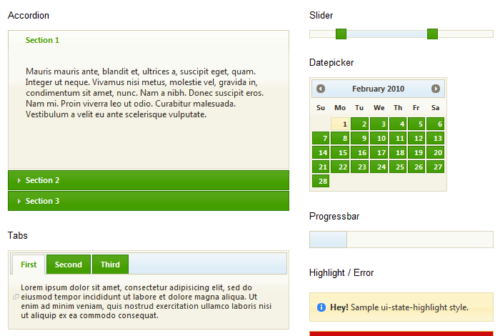 Accordion
Section 1
Mauris mauris ante, blandit et, ultrices a, suscipit eget, quam.
Integer ut neque. Vivamus nisi metus, molestie vel, gravida in,
condimentum sit amet, nunc. Nam a nibh. Donec suscipit eros.
Nam mi. Proin viverra leo ut odio. Curabitur malesuada.
Vestibulum a velit eu ante scelerisque vulputate.
Section 2
Section 3
Tabs
First Second Third
Lorem ipsum dolor sit amet, consectetur adipisicing elit, sed do
eiusmod tempor incididunt ut labore et dolore magna aliqua. Ut
enim ad minim veniam, quis nostrud exercitation ullamco laboris nisi
ut aliquip ex ea commodo consequat.
Slider
Datepicker
February 2010
Su Mo Tu We Th Fr Sa
1 2 3 4 5 6
7 8 9 10 11 12 13
14 15 16 17 18 19 20
21 22 23 24 25 26 27
28
Progressbar
Highlight / Error
Hey! Sample ui-state-highlight style.